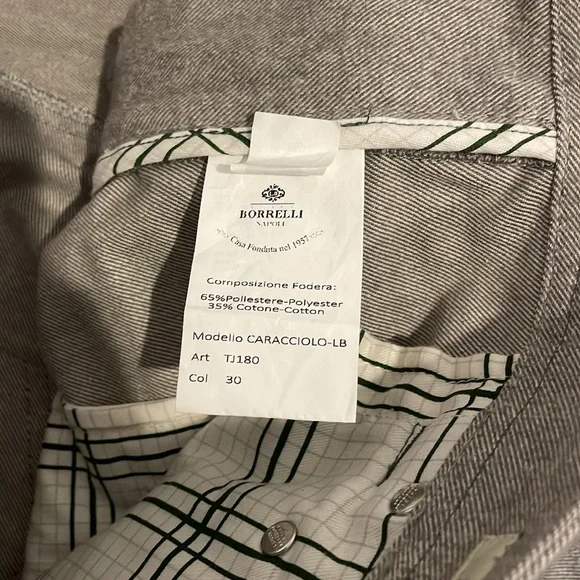 BORRELLI
NAPOLI
Casa Fondata nel 1957
Composizione Fodera:
65%Pollestere-Polyester
35% Cotone-Cotton
Modello CARACCIOLO-LB
Art TJ180
Col 30